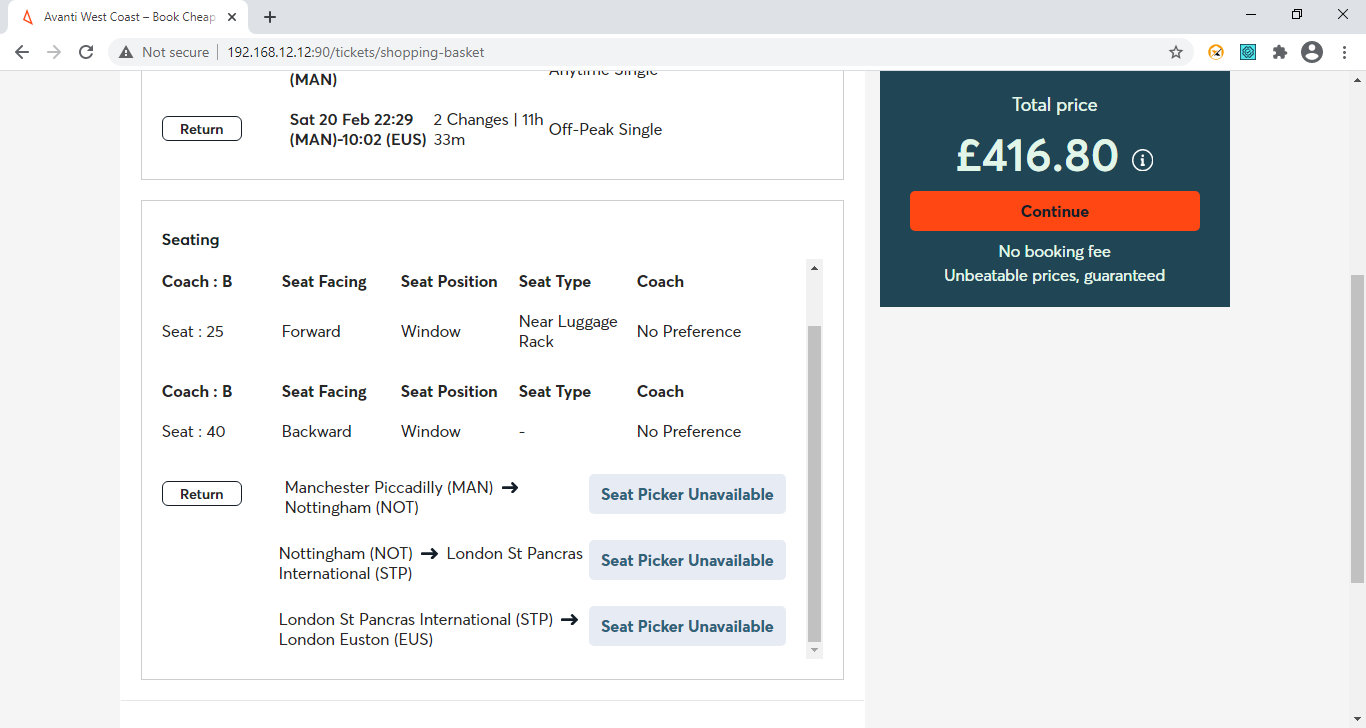 Avanti West Coast – Book Cheap
Not secure
192.168.12.12:90/tickets/shopping-basket
(MAN)
Anytime Single
Return
Sat 20 Feb 22:29
(MAN)-10:02 (EUS)
2 Changes | 11h
33m
Off-Peak Single
Total price
£416.80
Continue
No booking fee
Unbeatable prices, guaranteed
Seating
Coach : B Seat Facing Seat Position Seat Type Coach
Seat : 25 Forward Window Near Luggage Rack No Preference
Coach : B Seat Facing Seat Position Seat Type Coach
Seat : 40 Backward Window - No Preference
Return
Manchester Piccadilly (MAN) ➔
Nottingham (NOT)
Seat Picker Unavailable
Nottingham (NOT) ➔ London St Pancras
International (STP)
Seat Picker Unavailable
London St Pancras International (STP) ➔
London Euston (EUS)
Seat Picker Unavailable